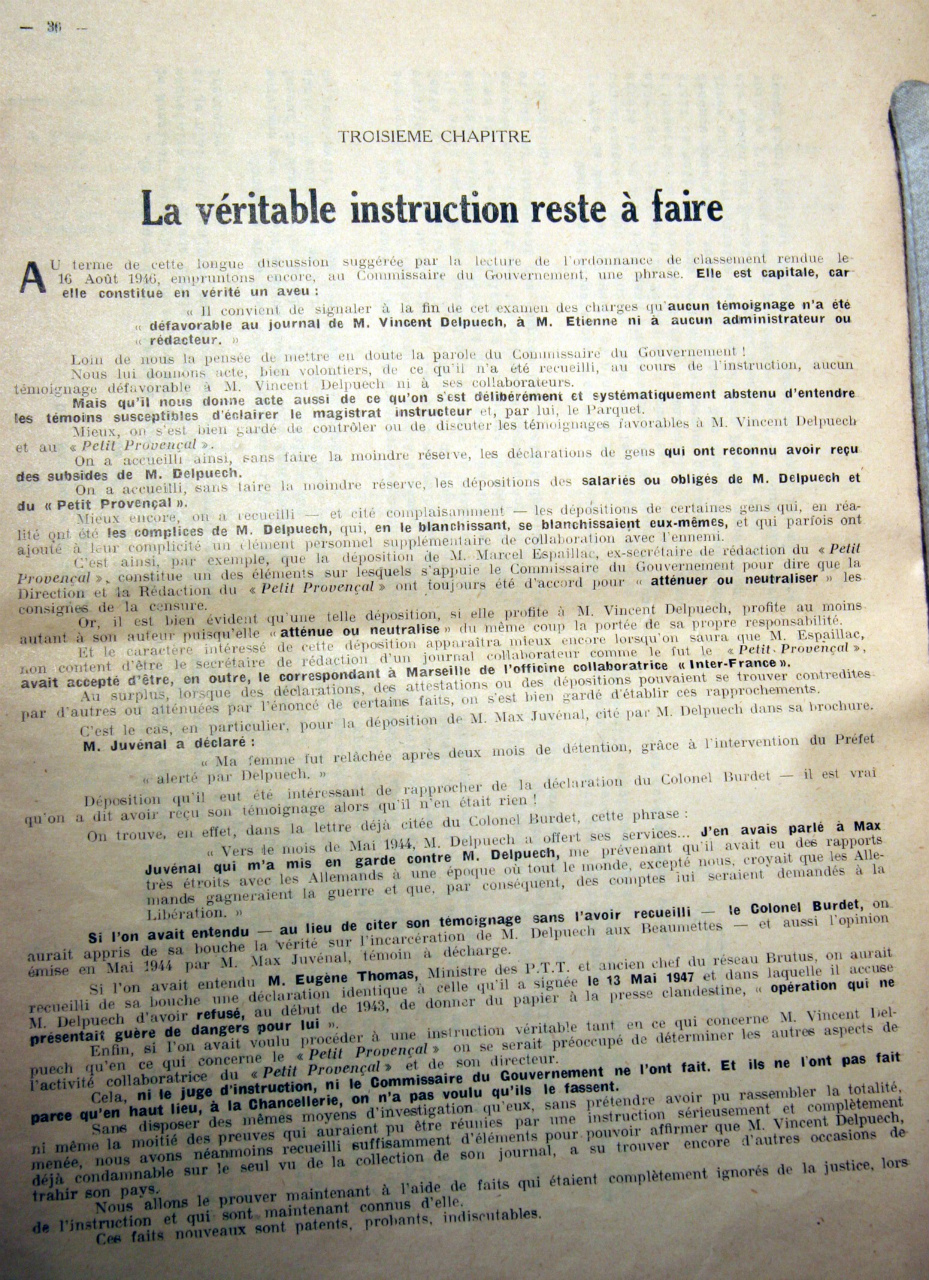 — 36 —
TROISIEME CHAPITRE
La véritable instruction reste à faire
AU terme de cette longue discussion suggérée par la lecture de l'ordonnance de classement rendue le
16 Août 1946, empruntons encore, au Commissaire du Gouvernement, une phrase. Elle est capitale, car
elle constitue en vérité un aveu :
« Il convient de signaler à la fin de cet examen des charges qu'aucun témoignage n'a été
« défavorable au journal de M. Vincent Delpuech, à M. Etienne ni à aucun administrateur ou
« rédacteur. »
Loin de nous la pensée de mettre en doute la parole du Commissaire du Gouvernement !
Nous lui donnons acte, bien volontiers, de ce qu'il n'a été recueilli, au cours de l'instruction, aucun
témoignage défavorable à M. Vincent Delpuech ni à ses collaborateurs.
Mais qu'il nous donne acte aussi de ce qu'on s'est délibérément et systématiquement abstenu d'entendre
les témoins susceptibles d'éclairer le magistrat instructeur et, par lui, le Parquet.
Mieux, on s'est bien gardé de contrôler ou de discuter les témoignages favorables à M. Vincent Delpuech
et au « Petit Provençal ».
On a accueilli ainsi, sans faire la moindre réserve, les déclarations de gens qui ont reconnu avoir reçu
des subsides de M. Delpuech.
On a accueilli, sans faire la moindre réserve, les dépositions des salariés ou obligés de M. Delpuech et
du « Petit Provençal ».
Mieux encore, on a recueilli — et cité complaisamment — les dépositions de certaines gens qui, en réa-
lité ont été les complices de M. Delpuech, qui, en le blanchissant, se blanchissaient eux-mêmes, et qui parfois ont
ajouté à leur complicité un élément personnel supplémentaire de collaboration avec l'ennemi.
C'est ainsi, par exemple, que la déposition de M. Marcel Espaillac, ex-secrétaire de rédaction du « Petit
Provençal », constitue un des éléments sur lesquels s'appuie le Commissaire du Gouvernement pour dire que la
Direction et la Rédaction du « Petit Provençal » ont toujours été d'accord pour « atténuer ou neutraliser » les
consignes de la censure.
Or, il est bien évident qu'une telle déposition, si elle profite à M. Vincent Delpuech, profite au moins
autant à son auteur puisqu'elle « atténue ou neutralise » du même coup la portée de sa propre responsabilité.
Et le caractère intéressé de cette déposition apparaîtra mieux encore lorsqu'on saura que M. Espaillac,
non content d'être le secrétaire de rédaction d'un journal collaborateur comme le fut le « Petit-Provençal »,
avait accepté d'être, en outre, le correspondant à Marseille de l'officine collaboratrice « Inter-France ».
Au surplus, lorsque des déclarations, des attestations ou des dépositions pouvaient se trouver contredites
par d'autres ou atténuées par l'énoncé de certains faits, on s'est bien gardé d'établir ces rapprochements.
C'est le cas, en particulier, pour la déposition de M. Max Juvénal, cité par M. Delpuech dans sa brochure.
M. Juvénal a déclaré :
« Ma femme fut relâchée après deux mois de détention, grâce à l'intervention du Préfet
« alerté par Delpuech. »
Déposition qu'il eut été intéressant de rapprocher de la déclaration du Colonel Burdet — il est vrai
qu'on a dit avoir reçu son témoignage alors qu'il n'en était rien !
On trouve, en effet, dans la lettre déjà citée du Colonel Burdet, cette phrase :
« Vers le mois de Mai 1944, M. Delpuech a offert ses services... J'en avais parlé à Max
Juvénal qui m'a mis en garde contre M. Delpuech, me prévenant qu'il avait eu des rapports
très étroits avec les Allemands à une époque où tout le monde, excepté nous, croyait que les Alle-
mands gagneraient la guerre et que, par conséquent, des comptes lui seraient demandés à la
Libération. »
Si l'on avait entendu — au lieu de citer son témoignage sans l'avoir recueilli — le Colonel Burdet, on
aurait appris de sa bouche la vérité sur l'incarcération de M. Delpuech aux Beaumettes — et aussi l'opinion
émise en Mai 1944 par M. Max Juvénal, témoin à décharge.
Si l'on avait entendu M. Eugène Thomas, Ministre des P.T.T. et ancien chef du réseau Brutus, on aurait
recueilli de sa bouche une déclaration identique à celle qu'il a signée le 13 Mai 1947 et dans laquelle il accuse
M. Delpuech d'avoir refusé, au début de 1943, de donner du papier à la presse clandestine, « opération qui ne
présentait guère de dangers pour lui ».
Enfin, si l'on avait voulu procéder à une instruction véritable tant en ce qui concerne M. Vincent Del-
puech qu'en ce qui concerne le « Petit Provençal » on se serait préoccupé de déterminer les autres aspects de
l'activité collaboratrice du « Petit Provençal » et de son directeur.
Cela, ni le juge d'instruction, ni le Commissaire du Gouvernement ne l'ont fait. Et ils ne l'ont pas fait
parce qu'en haut lieu, à la Chancellerie, on n'a pas voulu qu'ils le fassent.
Sans disposer des mêmes moyens d'investigation qu'eux, sans prétendre avoir pu rassembler la totalité,
ni même la moitié des preuves qui auraient pu être réunies par une instruction sérieusement et complètement
menée, nous avons néanmoins recueilli suffisamment d'éléments pour pouvoir affirmer que M. Vincent Delpuech,
déjà condamnable sur le seul vu de la collection de son journal, a su trouver encore d'autres occasions de
trahir son pays.
Nous allons le prouver maintenant à l'aide de faits qui étaient complètement ignorés de la justice, lors
de l'instruction et qui sont maintenant connus d'elle.
Ces faits nouveaux sont patents, probants, indiscutables.